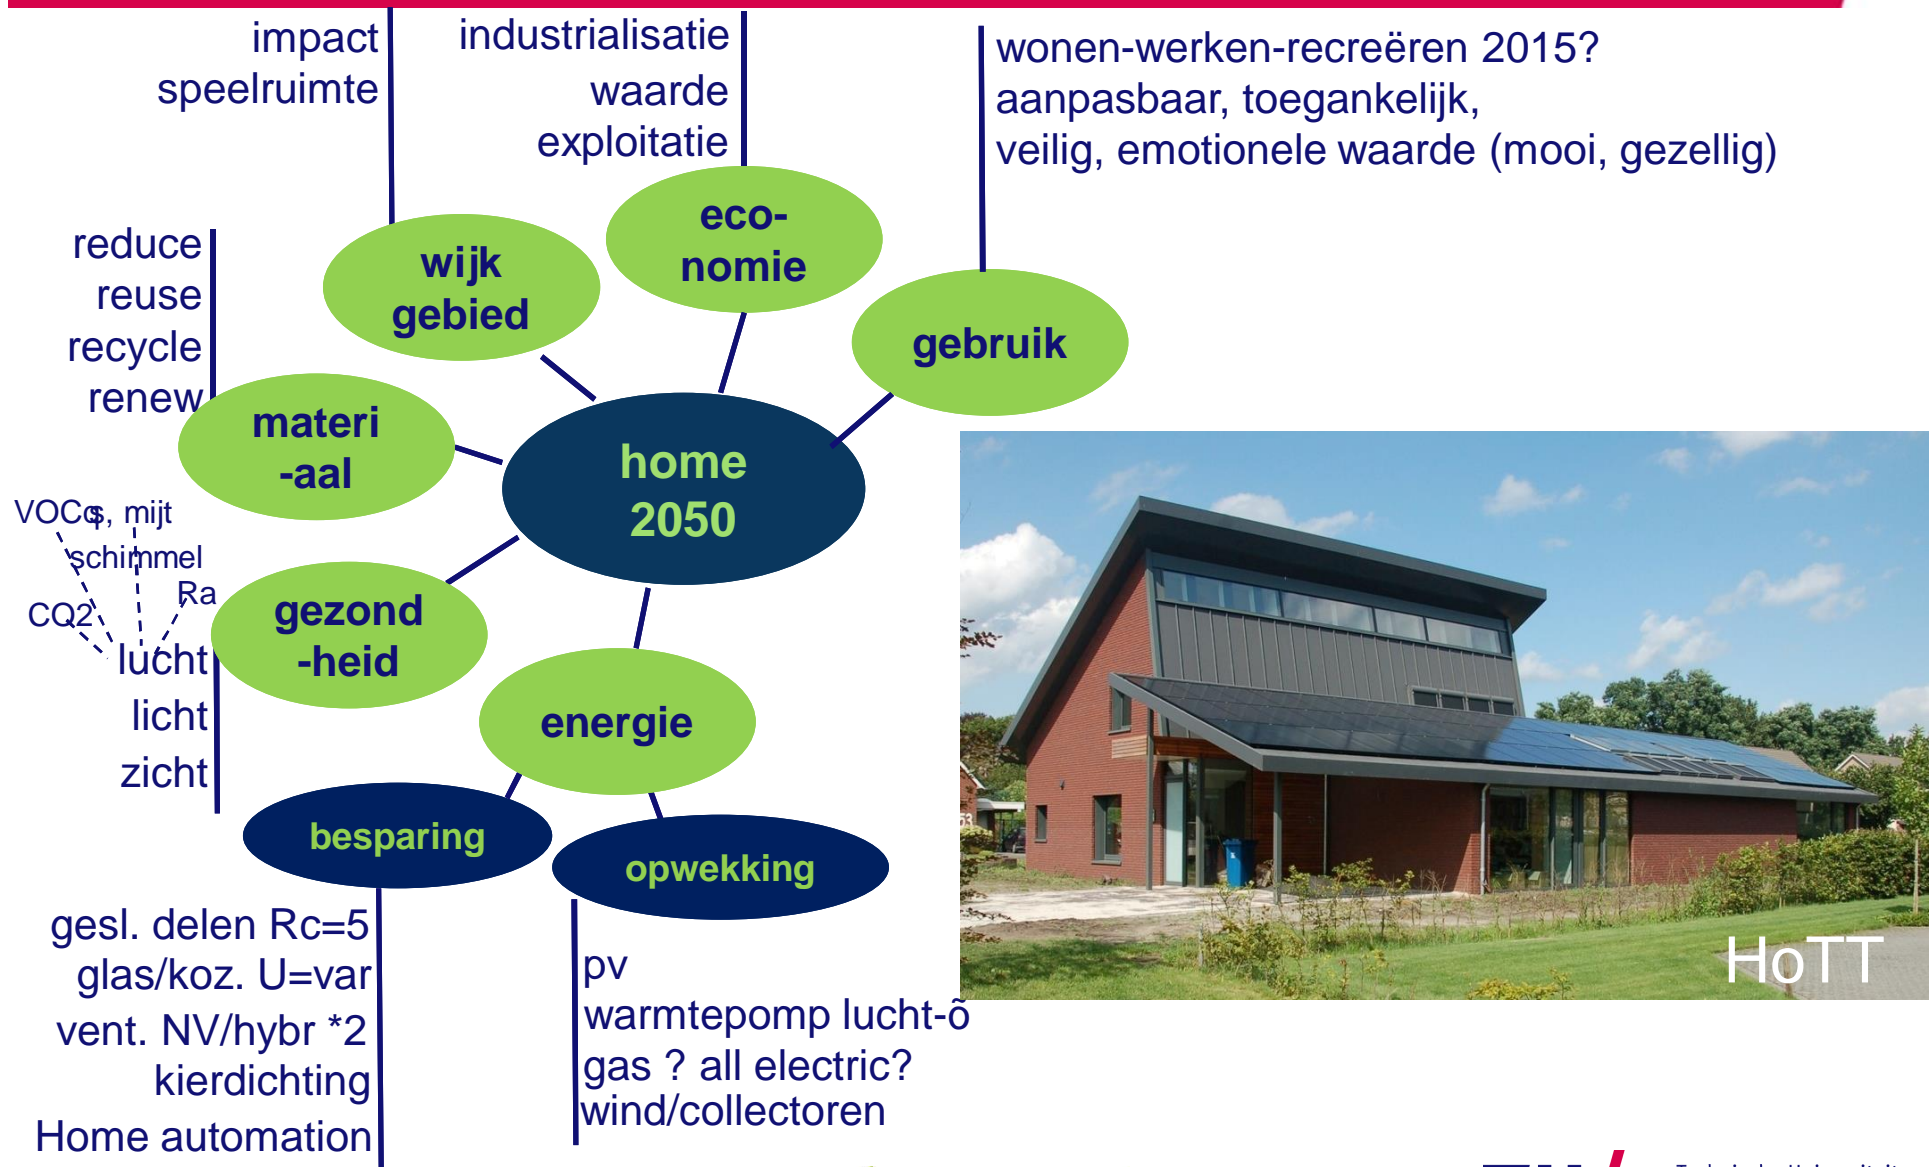 impact
speelruimte
industrialisatie
waarde
exploitatie
wonen-werken-recreëren 2015?
aanpasbaar, toegankelijk,
veilig, emotionele waarde (mooi, gezellig)
reduce
reuse
recycle
renew
wijk
gebied
eco-
nomie
gebruik
materi
-aal
home
2050
mijt
schimmel
Ra
CO2
lucht
licht
zicht
gezond
-heid
energie
besparing
opwekking
gesl. delen Rc=5
glas/koz. U=var
vent. NV/hybr *2
kierdichting
Home automation
pv
warmtepomp lucht-õ
gas ? all electric?
wind/collectoren
53
HoTT